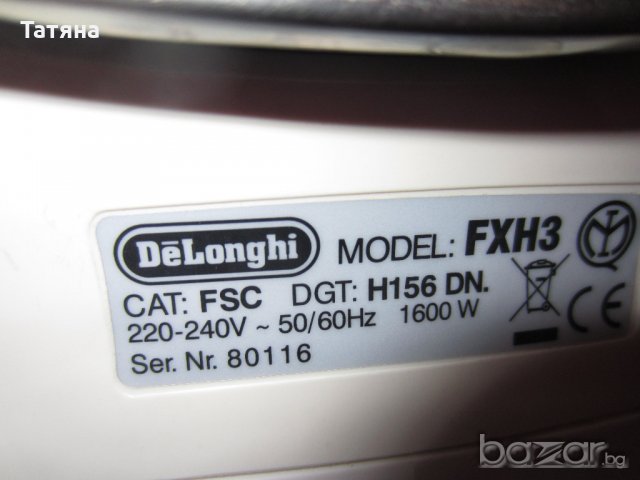 Татяна
DēLonghi
MODEL: FXH3
CAT: FSC DGT: H156 DN.
220-240V ~ 50/60Hz 1600 W
Ser. Nr. 80116
CE
bazar.bg